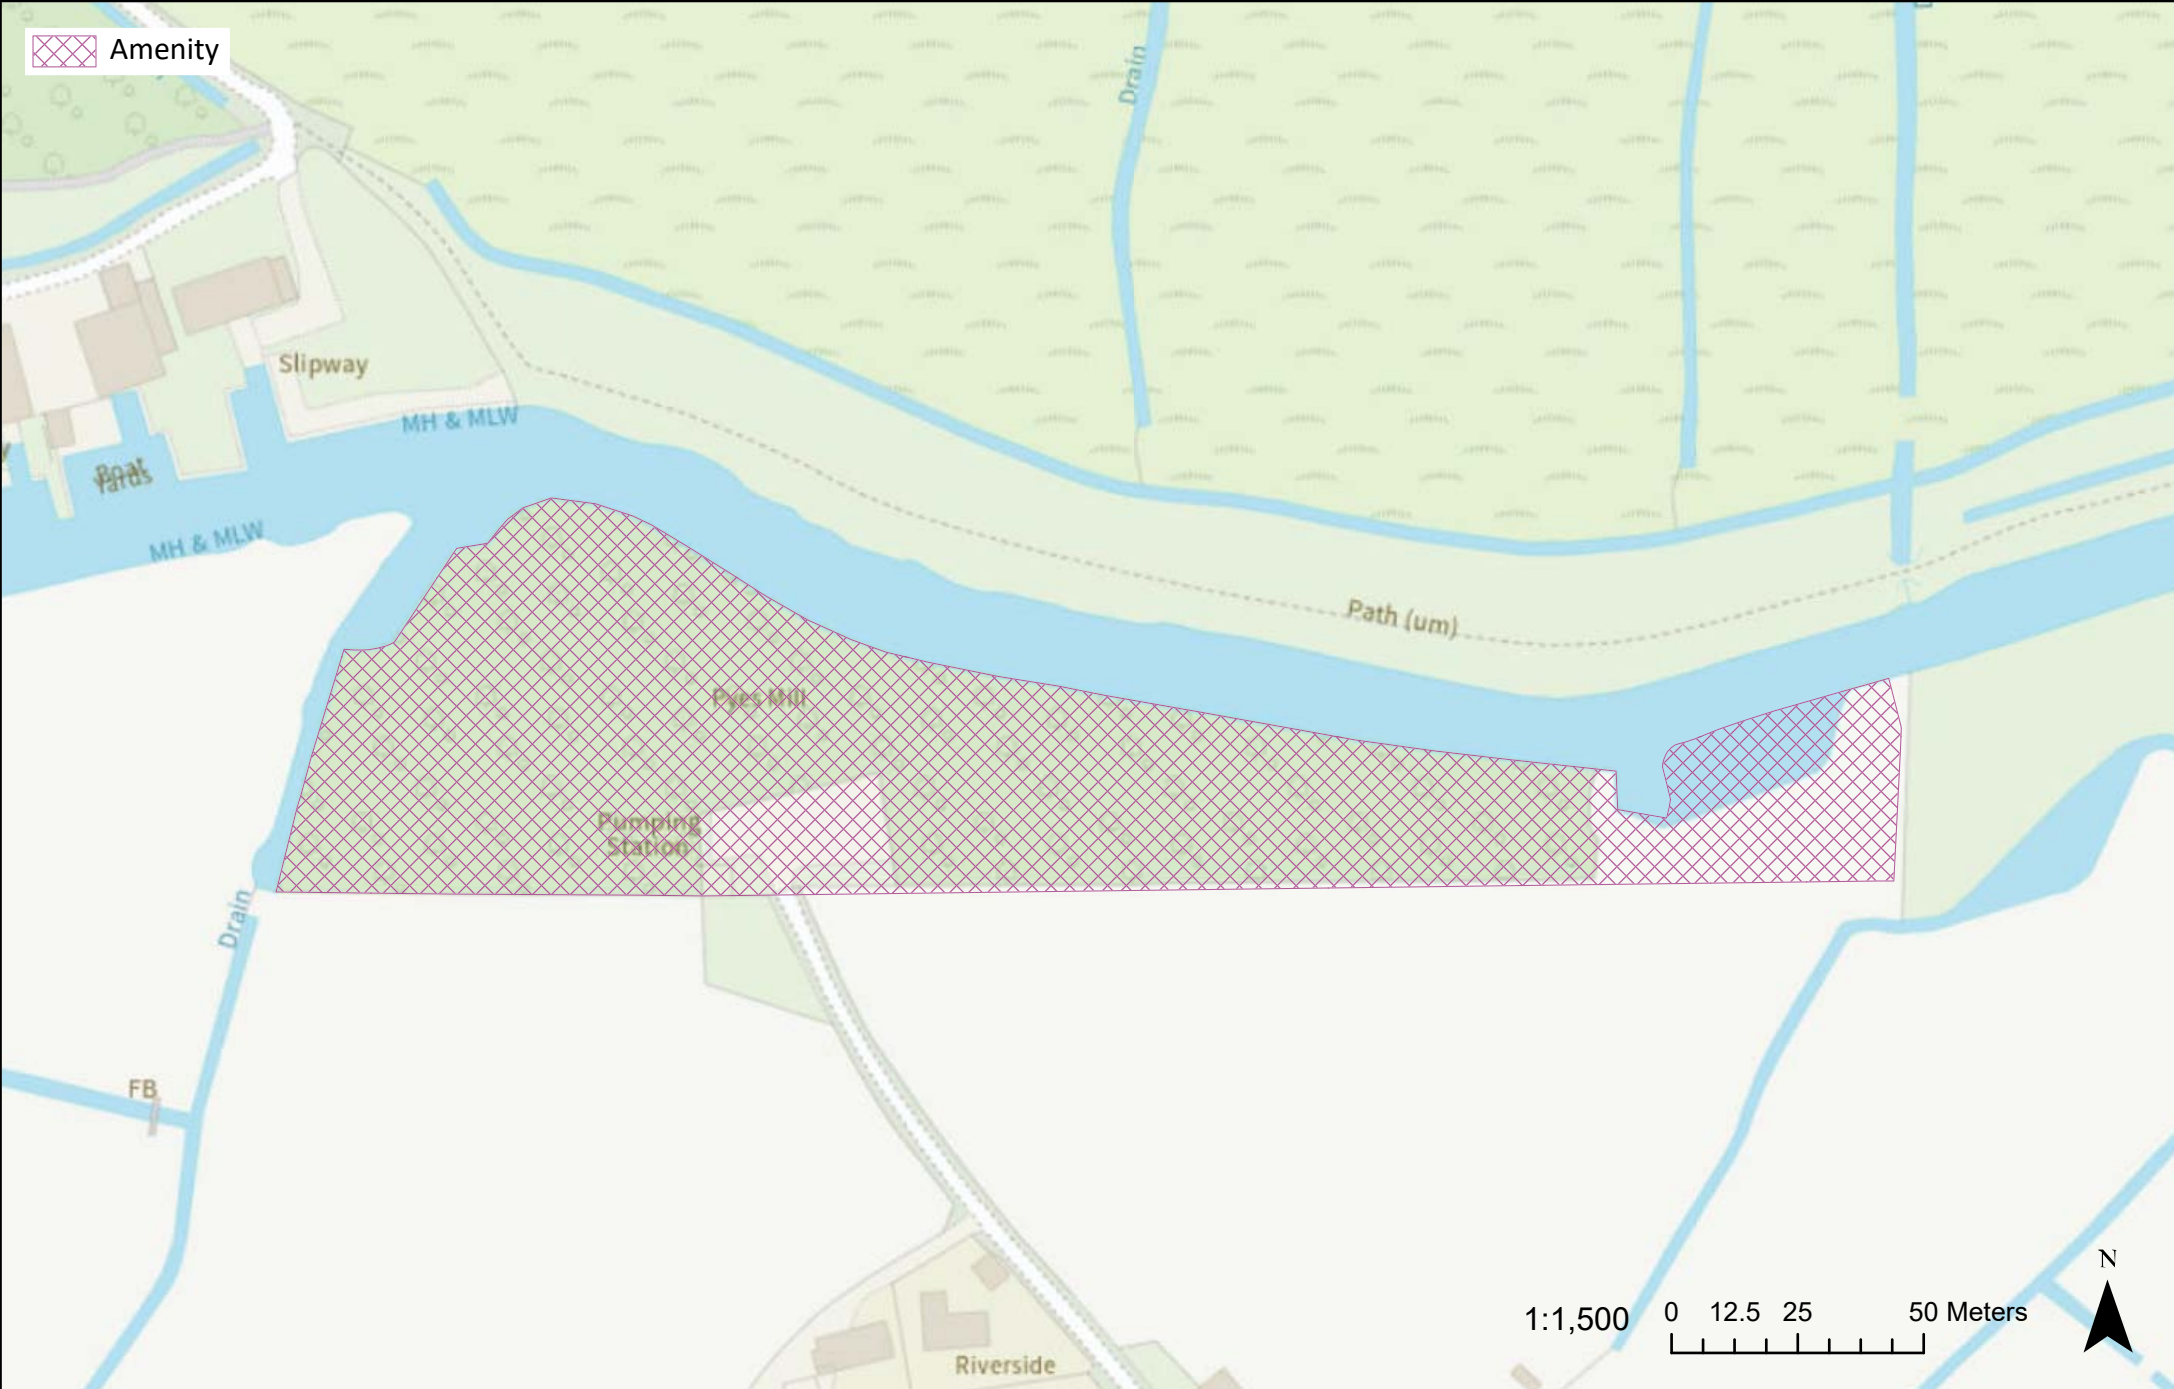 Amenity
Drain
Slipway
MH & MLW
Boat
Yards
MH & MLW
Path (um)
Pyes Mill
Pumping
Station
Drain
FB
Riverside
N
1:1,500
0 12.5 25 50 Meters